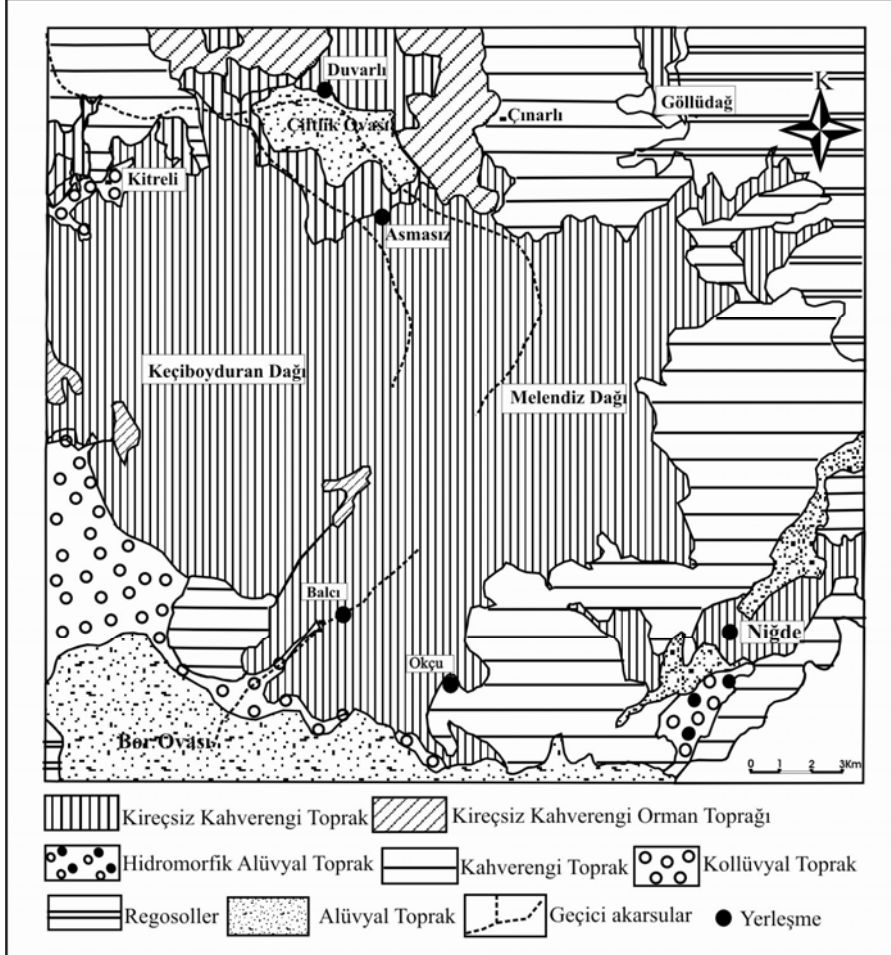 Duvarlı
K
Göllüdağ
Çiftlik Ovası
Çınarlı
Kitreli
Asmasız
Keçiboyduran Dağı
Melendiz Dağı
Balcı
Niğde
Okçu
Bor Ovası
0 1 2 3Km
Kireçsiz Kahverengi Toprak Kireçsiz Kahverengi Orman Toprağı
Hidromorfik Alüvyal Toprak Kahverengi Toprak Kollüvyal Toprak
Regosoller Alüvyal Toprak Geçici akarsular Yerleşme